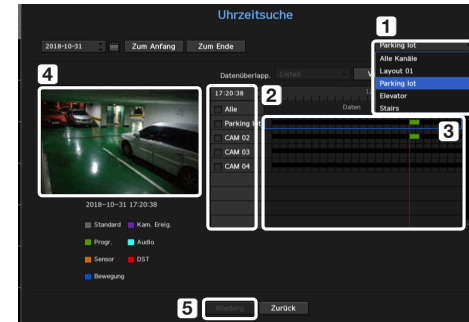 Uhrzeitsuche
1
2018-10-31 Zum Anfang Zum Ende
Parking lot
Alle Kanäle
Layout 01
Parking lot
Elevator
Stairs
4
Datenüberlapp. Liste
17:20:38
2
Daten
Alle
Parking lot
CAM 02
CAM 03
CAM 04
3
2018-10-31 17:20:38
Standard Kam. Ereig.
Progr. Audio
Sensor DST
Bewegung
5
Wiederg. Zurück